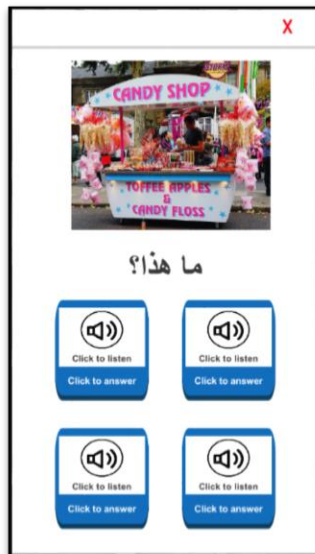 X
CANDY SHOP
TOFFEE APPLES
&
CANDY FLOSS
ما هذا؟
Click to listen
Click to answer
Click to listen
Click to answer
Click to listen
Click to answer
Click to listen
Click to answer